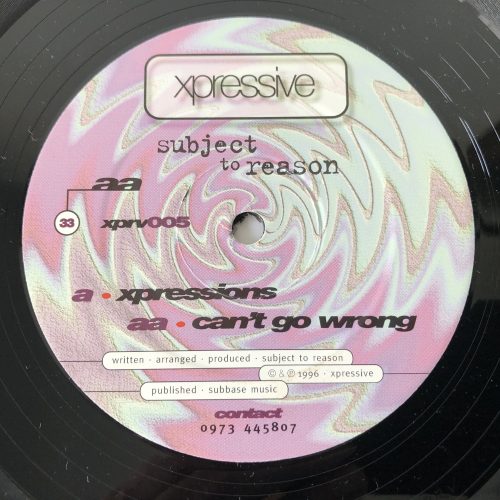 xpressive
subject
to reason
aa
33
xprv005
a • xpressions
aa • can't go wrong
written · arranged · produced · subject to reason
© & ℗ 1996 · xpressive
published · subbase music
contact
0973 445807